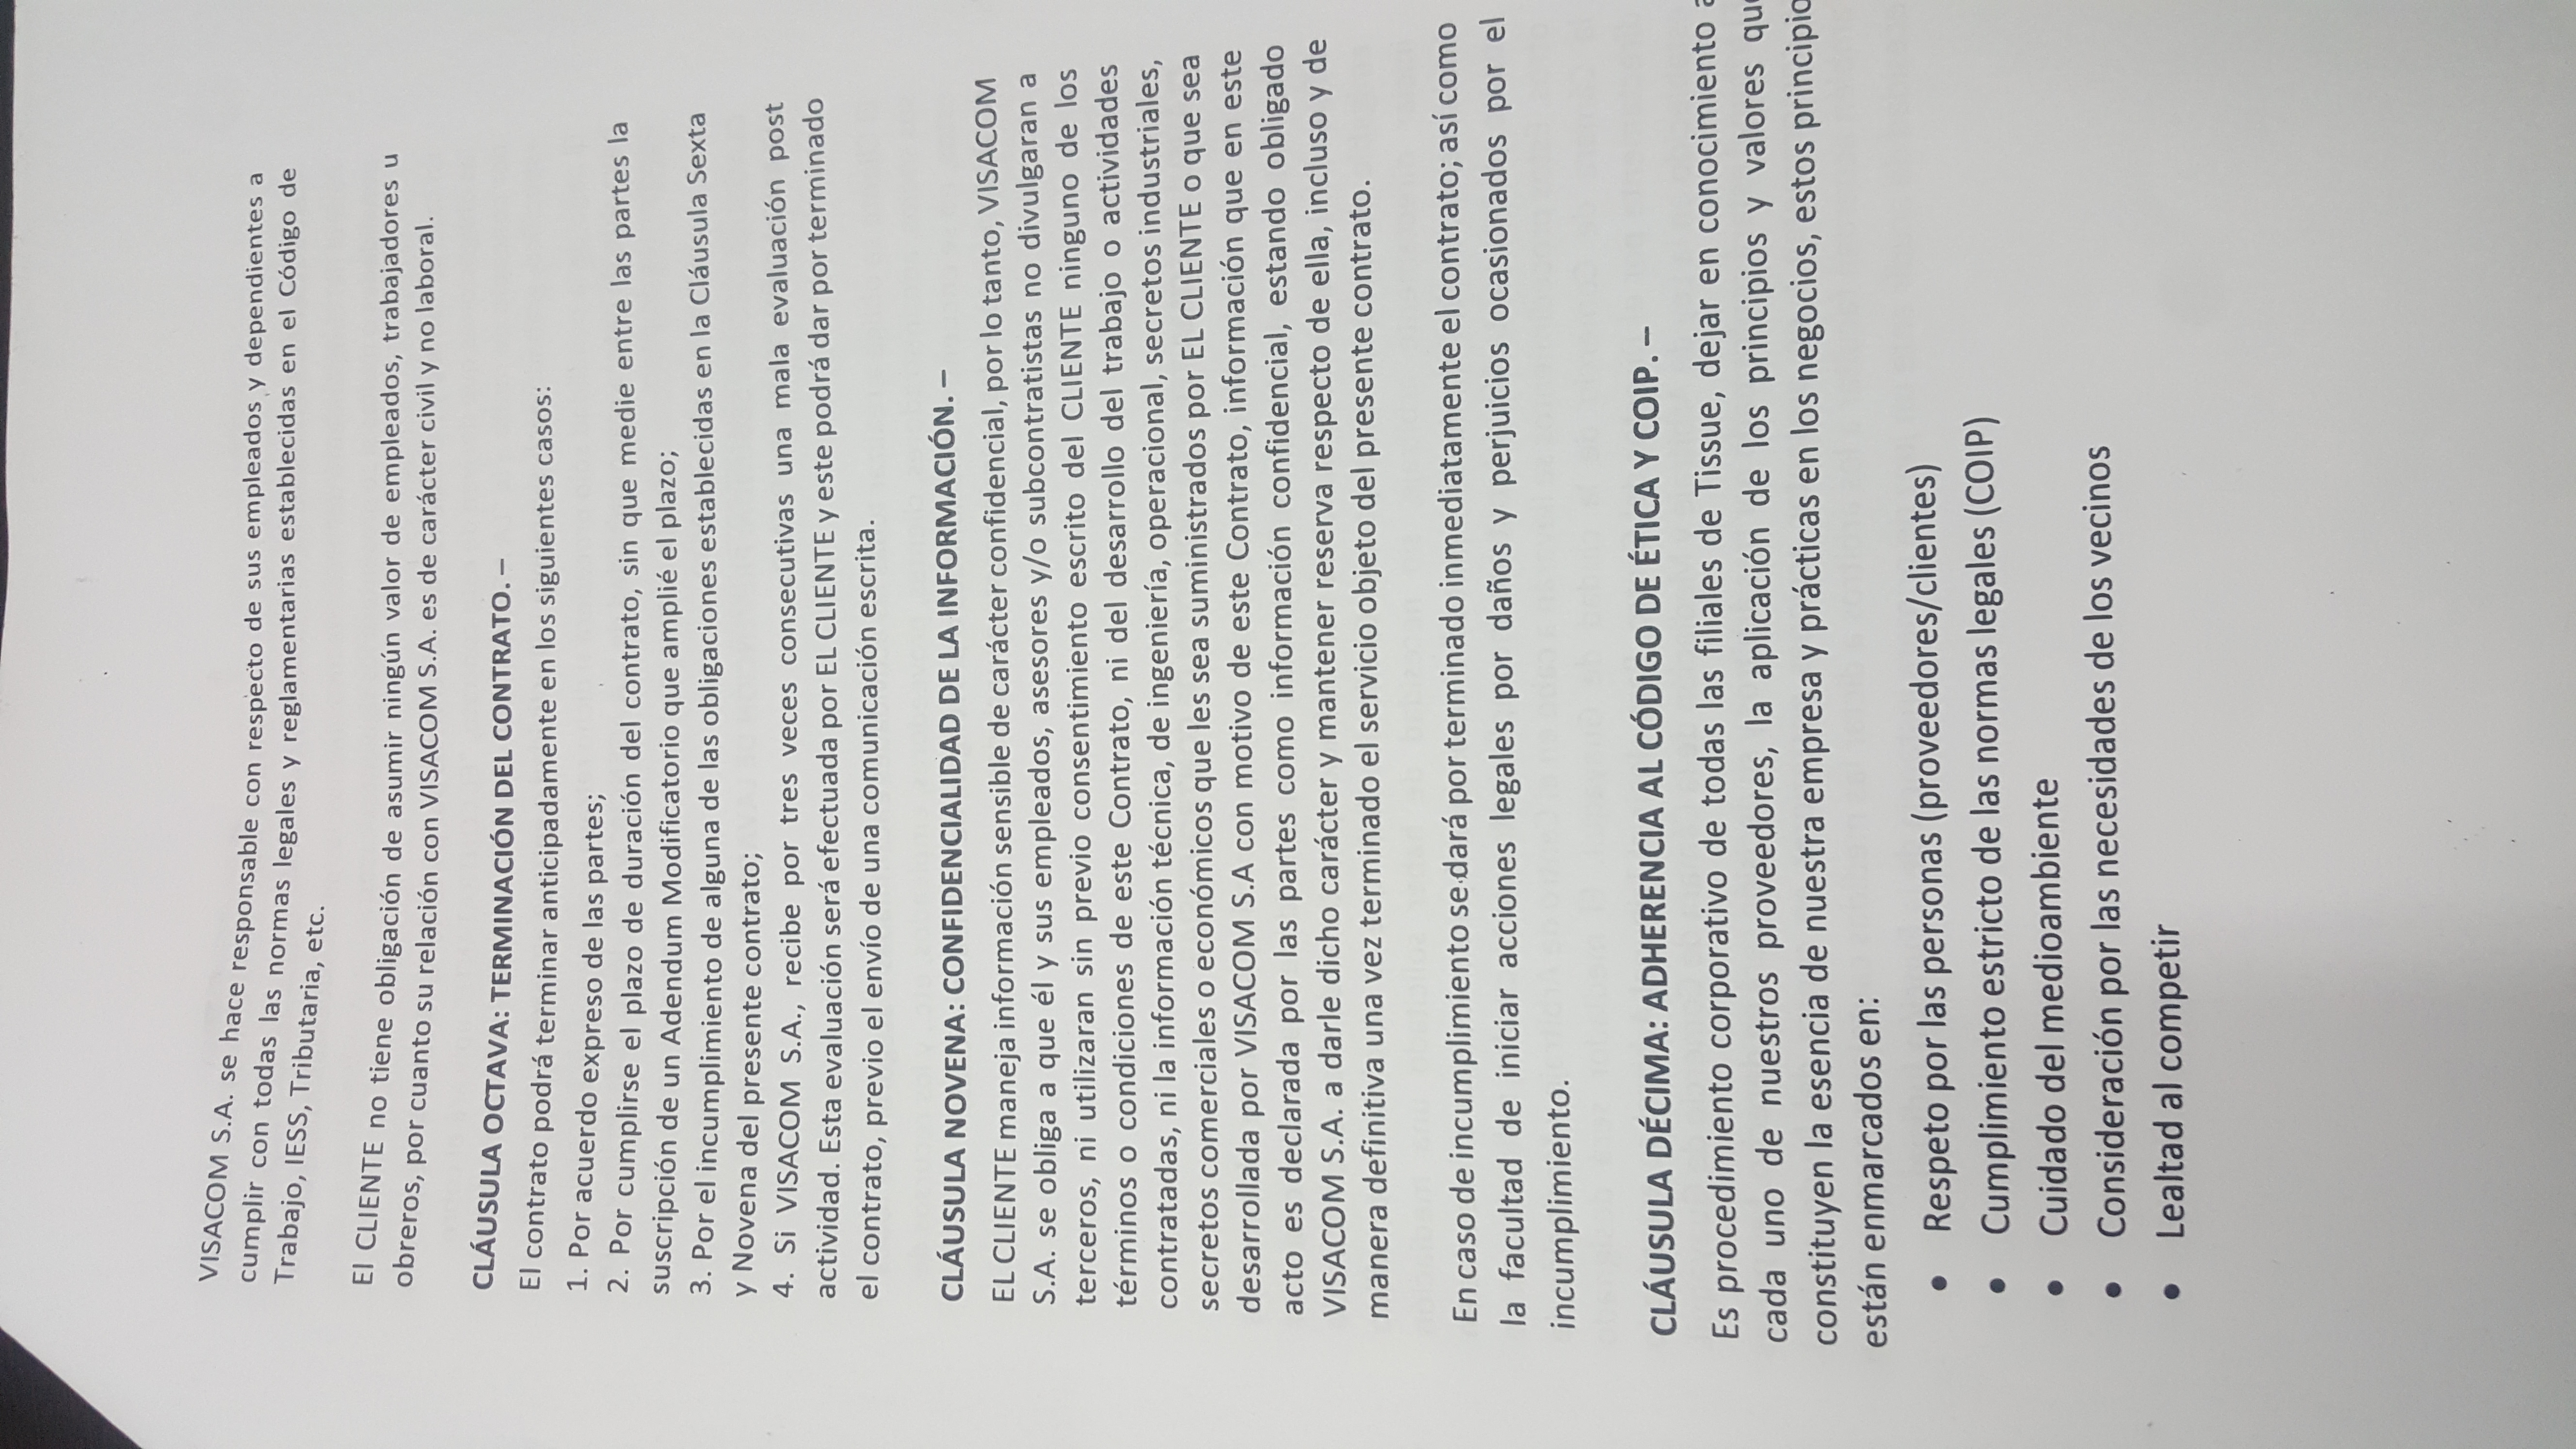 VISACOM S.A. se hace responsable con respecto de sus empleados y dependientes a
cumplir con todas las normas legales y reglamentarias establecidas en el Código de
Trabajo, IESS, Tributaria, etc.
El CLIENTE no tiene obligación de asumir ningún valor de empleados, trabajadores u
obreros, por cuanto su relación con VISACOM S.A. es de carácter civil y no laboral.
CLÁUSULA OCTAVA: TERMINACIÓN DEL CONTRATO. –
El contrato podrá terminar anticipadamente en los siguientes casos:
1. Por acuerdo expreso de las partes;
2. Por cumplirse el plazo de duración del contrato, sin que medie entre las partes la
suscripción de un Adendum Modificatorio que amplié el plazo;
3. Por el incumplimiento de alguna de las obligaciones establecidas en la Cláusula Sexta
y Novena del presente contrato;
4. Si VISACOM S.A., recibe por tres veces consecutivas una mala evaluación post
actividad. Esta evaluación será efectuada por EL CLIENTE y este podrá dar por terminado
el contrato, previo el envío de una comunicación escrita.
CLÁUSULA NOVENA: CONFIDENCIALIDAD DE LA INFORMACIÓN. –
EL CLIENTE maneja información sensible de carácter confidencial, por lo tanto, VISACOM
S.A. se obliga a que él y sus empleados, asesores y/o subcontratistas no divulgaran a
terceros, ni utilizaran sin previo consentimiento escrito del CLIENTE ninguno de los
términos o condiciones de este Contrato, ni del desarrollo del trabajo o actividades
contratadas, ni la información técnica, de ingeniería, operacional, secretos industriales,
secretos comerciales o económicos que les sea suministrados por EL CLIENTE o que sea
desarrollada por VISACOM S.A con motivo de este Contrato, información que en este
acto es declarada por las partes como información confidencial, estando obligado
VISACOM S.A. a darle dicho carácter y mantener reserva respecto de ella, incluso y de
manera definitiva una vez terminado el servicio objeto del presente contrato.
En caso de incumplimiento se dará por terminado inmediatamente el contrato; así como
la facultad de iniciar acciones legales por daños y perjuicios ocasionados por el
incumplimiento.
CLÁUSULA DÉCIMA: ADHERENCIA AL CÓDIGO DE ÉTICA Y COIP. –
Es procedimiento corporativo de todas las filiales de Tissue, dejar en conocimiento a
cada uno de nuestros proveedores, la aplicación de los principios y valores que
constituyen la esencia de nuestra empresa y prácticas en los negocios, estos principio
están enmarcados en:
• Respeto por las personas (proveedores/clientes)
• Cumplimiento estricto de las normas legales (COIP)
• Cuidado del medioambiente
• Consideración por las necesidades de los vecinos
• Lealtad al competir